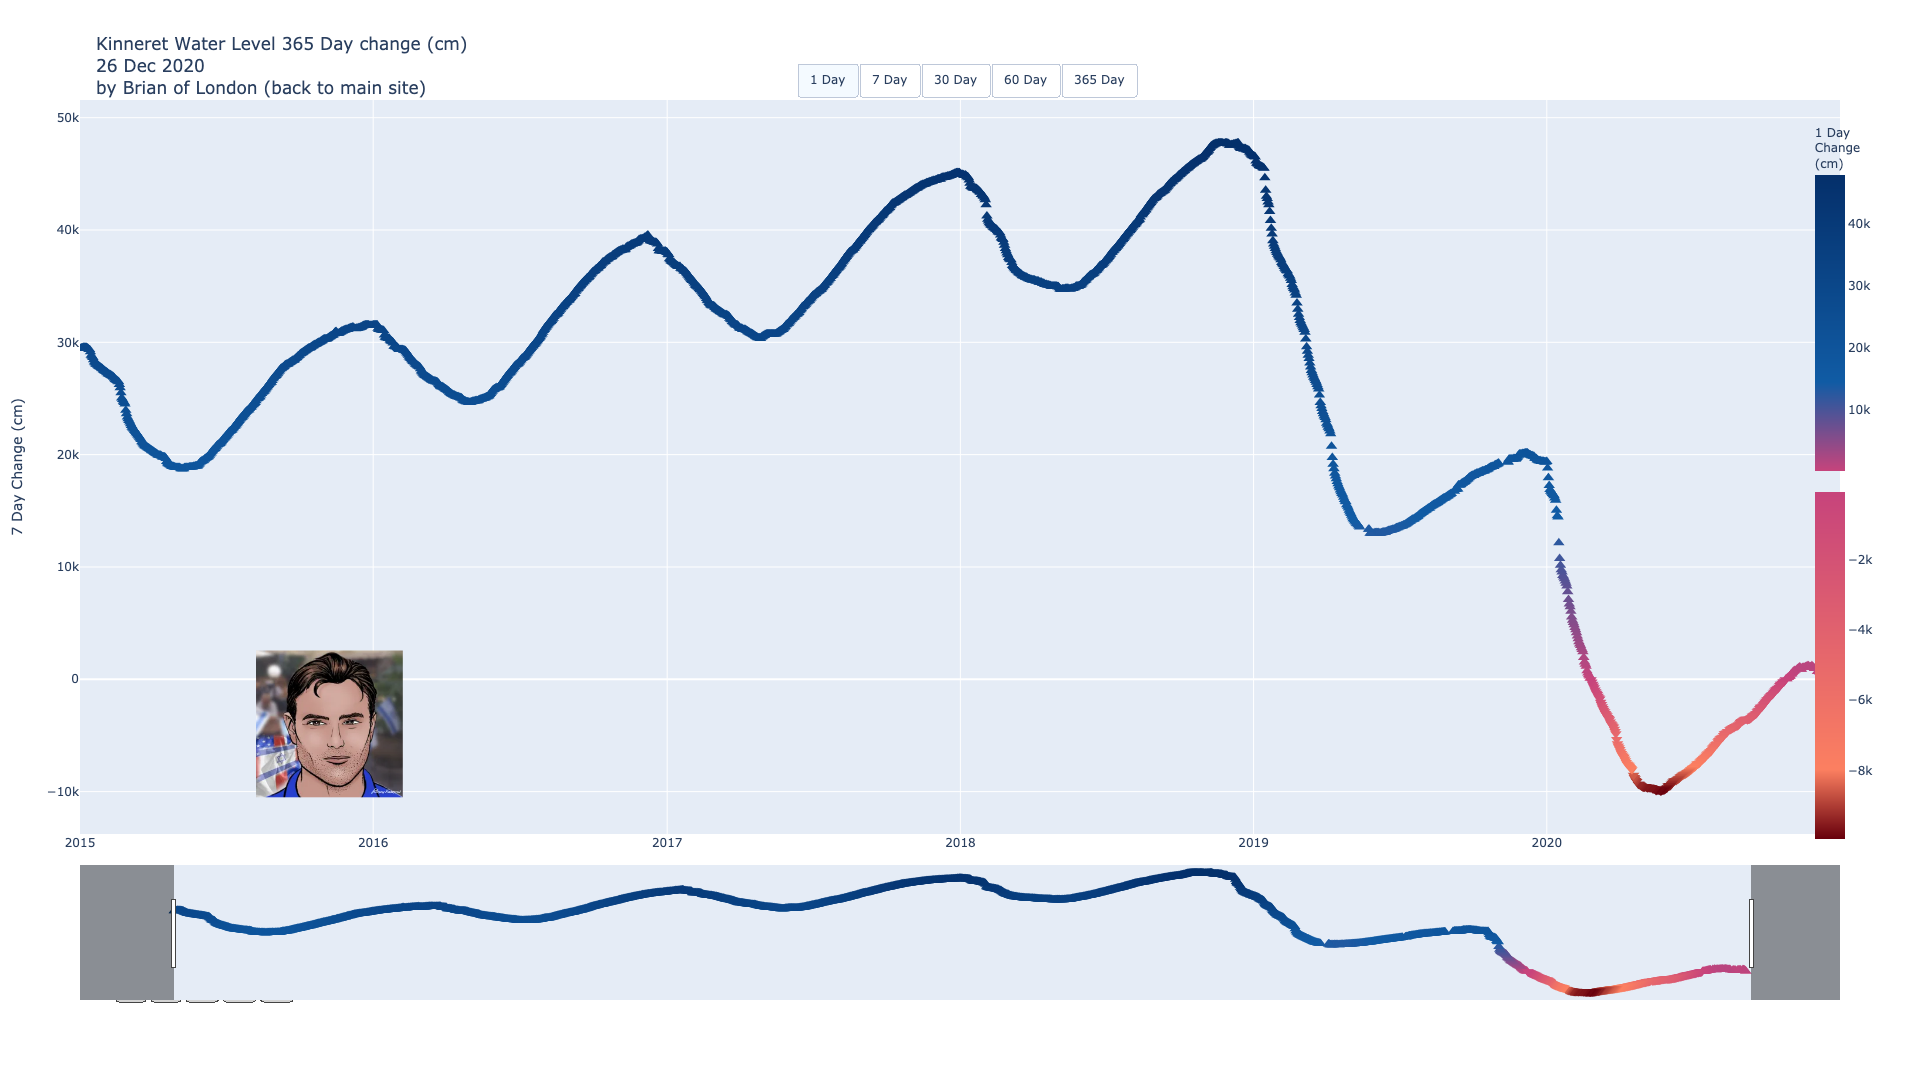 Kinneret Water Level 365 Day change (cm)
26 Dec 2020
by Brian of London (back to main site)
1 Day
7 Day
30 Day
60 Day
365 Day
50k
40k
30k
20k
10k
0
−10k
7 Day Change (cm)
2015
2016
2017
2018
2019
2020
1 Day
Change
(cm)
40k
30k
20k
10k
−2k
−4k
−6k
−8k